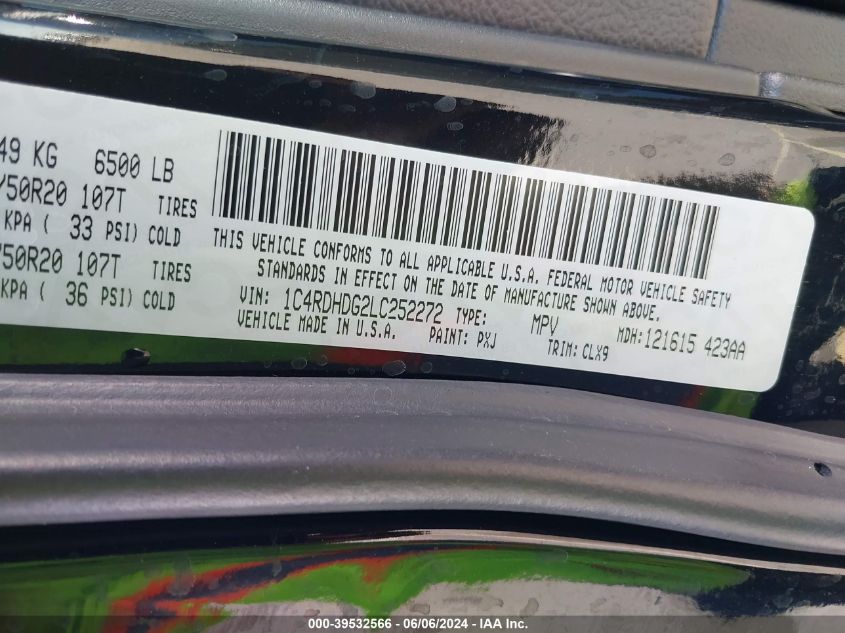 49 KG 6500 LB
/50R20 107T TIRES
KPA ( 33 PSI) COLD
/50R20 107T TIRES
KPA ( 36 PSI) COLD
THIS VEHICLE CONFORMS TO ALL APPLICABLE U.S.A. FEDERAL MOTOR VEHICLE SAFETY
STANDARDS IN EFFECT ON THE DATE OF MANUFACTURE SHOWN ABOVE.
VIN: 1C4RDHDG2LC252272 TYPE: MPV MDH:121615 423AA
VEHICLE MADE IN U.S.A. PAINT: PXJ TRIM: CLX9
000-39532566 - 06/06/2024 - IAA Inc.